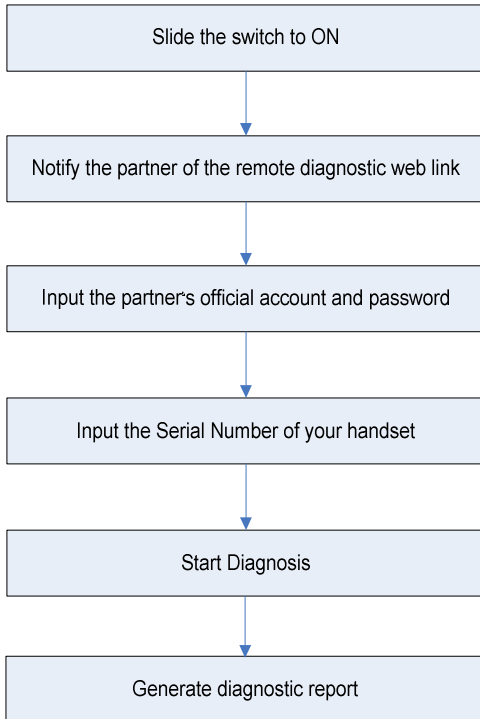 Slide the switch to ON
Notify the partner of the remote diagnostic web link
Input the partner's official account and password
Input the Serial Number of your handset
Start Diagnosis
Generate diagnostic report